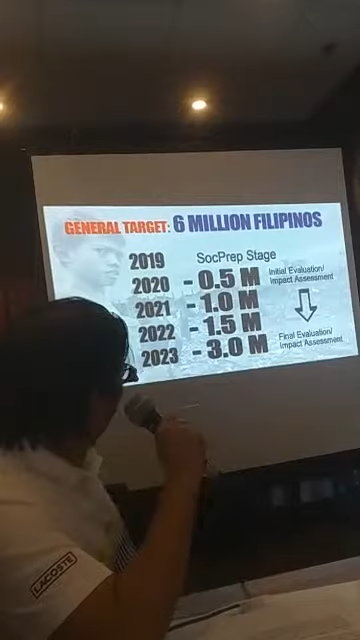 GENERAL TARGET: 6 MILLION FILIPINOS
2019 SocPrep Stage
2020 - 0.5 M
2021 - 1.0 M
2022 - 1.5 M
2023 - 3.0 M
Initial Evaluation/
Impact Assessment
Final Evaluation/
Impact Assessment
LACOSTE